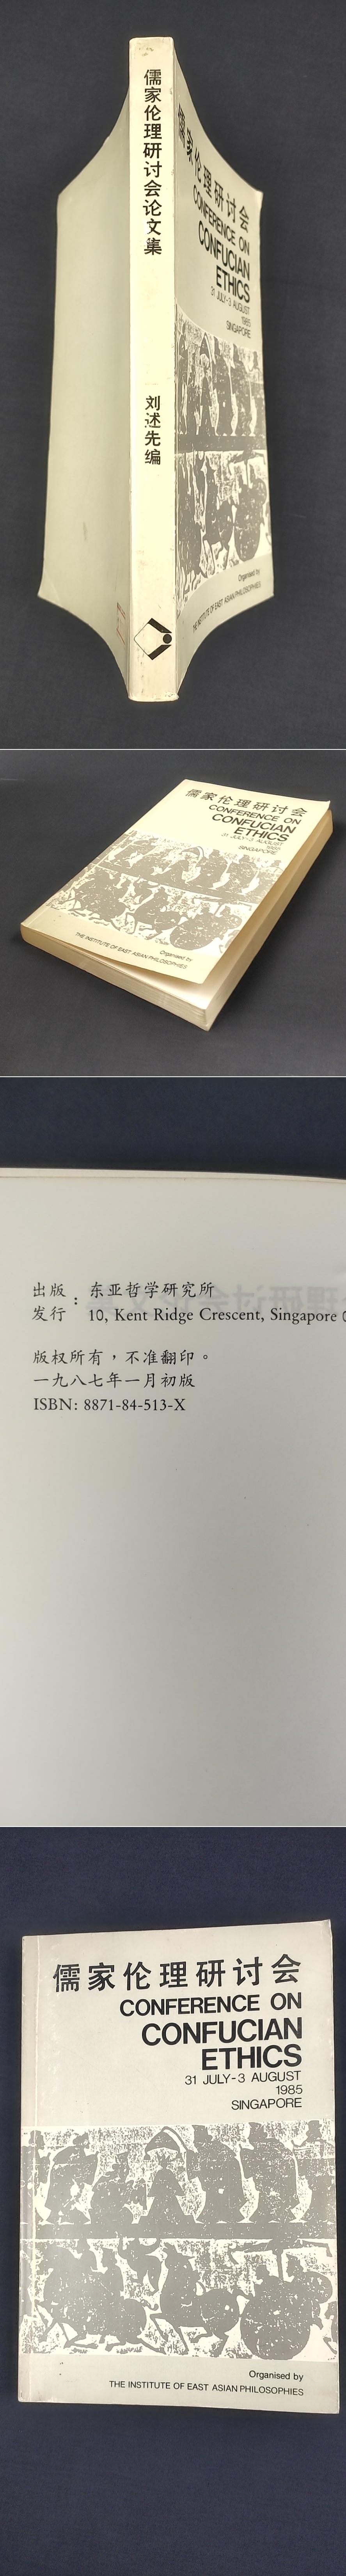 儒家伦理研讨会论文集
刘述先编
儒家伦理研讨会
CONFERENCE ON
CONFUCIAN
ETHICS
31 JULY-3 AUGUST
1985
SINGAPORE
Organised by
THE INSTITUTE OF EAST ASIAN PHILOSOPHIES
儒家伦理研讨会
CONFERENCE ON
CONFUCIAN
ETHICS
31 JULY-3 AUGUST
1985
SINGAPORE
Organised by
THE INSTITUTE OF EAST ASIAN PHILOSOPHIES
出版 : 东亚哲学研究所
发行 10, Kent Ridge Crescent, Singapore
版权所有，不准翻印。
一九八七年一月初版
ISBN: 8871-84-513-X
儒家伦理研讨会
CONFERENCE ON
CONFUCIAN
ETHICS
31 JULY-3 AUGUST
1985
SINGAPORE
Organised by
THE INSTITUTE OF EAST ASIAN PHILOSOPHIES